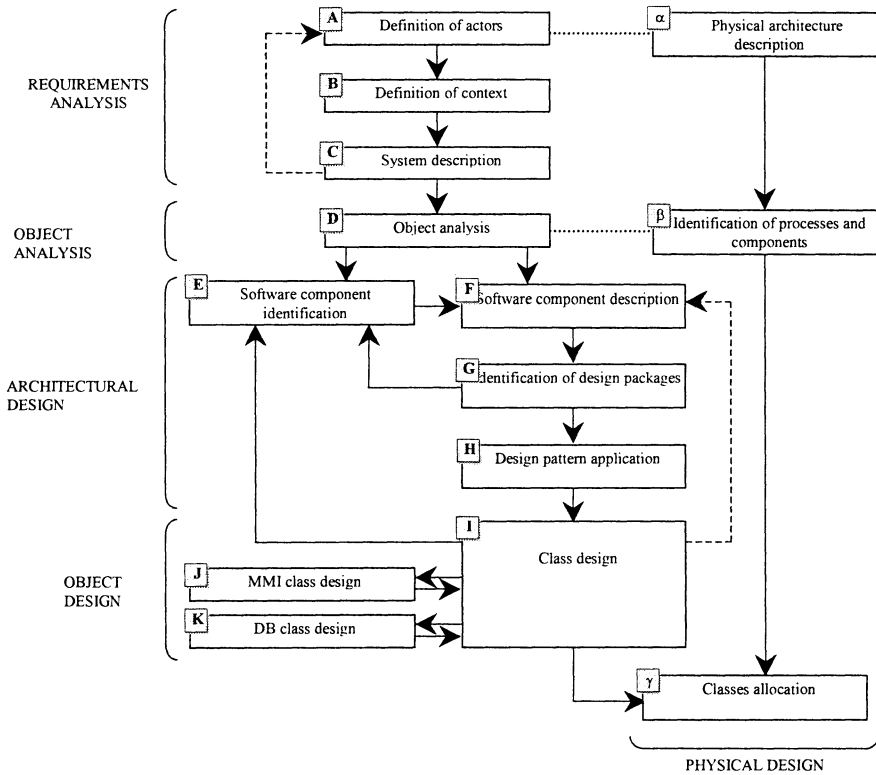 A
Definition of actors
α
Physical architecture
description
REQUIREMENTS
ANALYSIS
B
Definition of context
C
System description
D
Object analysis
β
Identification of processes and
components
OBJECT
ANALYSIS
E
Software component
identification
F
Software component description
G
Identification of design packages
ARCHITECTURAL
DESIGN
H
Design pattern application
I
Class design
J
MMI class design
OBJECT
DESIGN
K
DB class design
γ
Classes allocation
PHYSICAL DESIGN